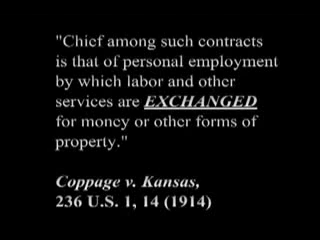 "Chief among such contracts
is that of personal employment
by which labor and other
services are EXCHANGED
for money or other forms of
property."
Coppage v. Kansas,
236 U.S. 1, 14 (1914)